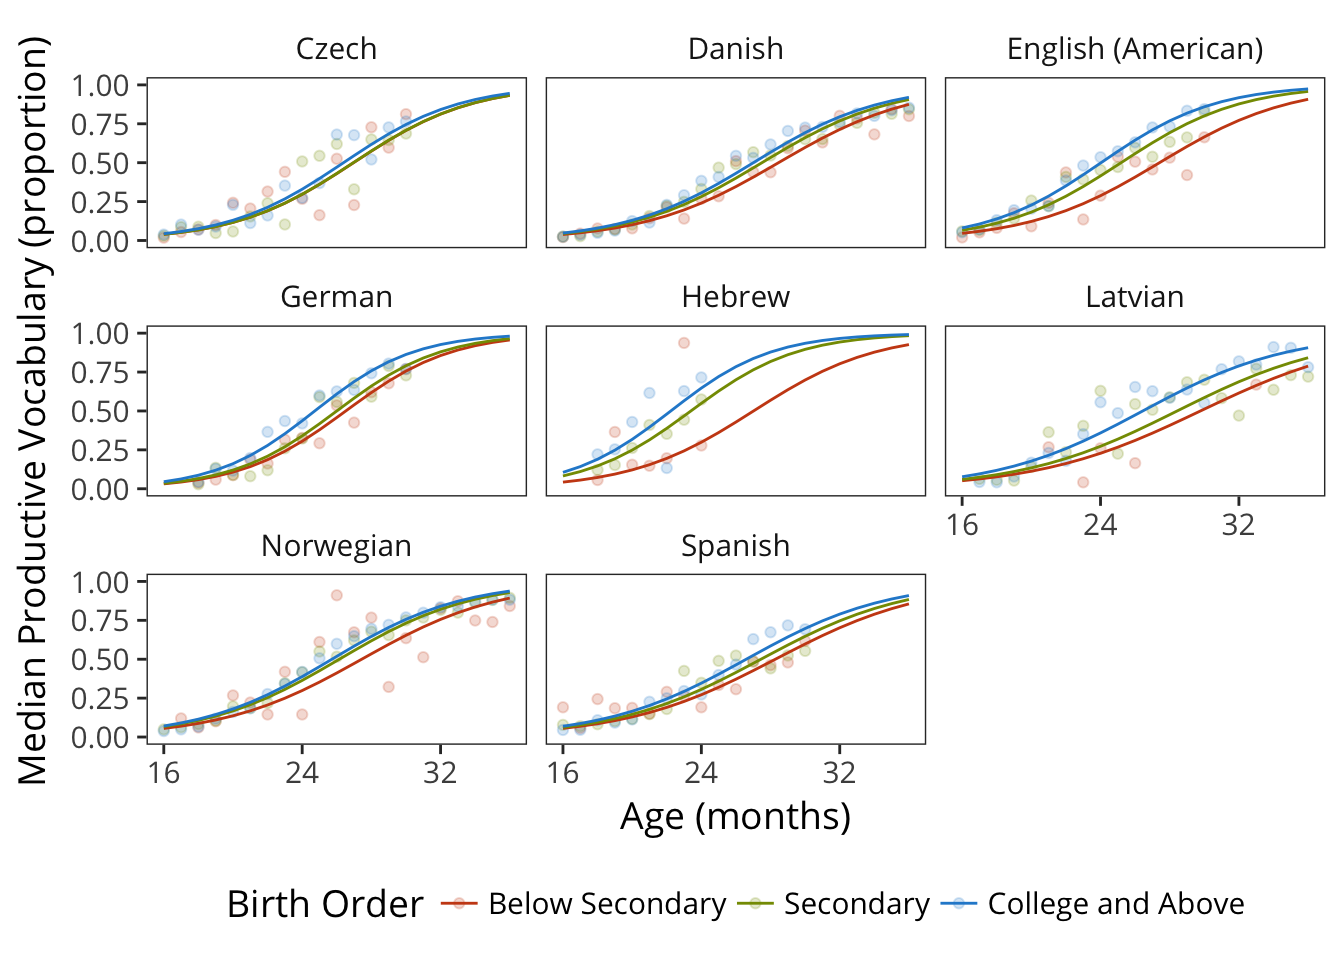 Median Productive Vocabulary (proportion)
Czech
Danish
English (American)
1.00
0.75
0.50
0.25
0.00
German
Hebrew
Latvian
1.00
0.75
0.50
0.25
0.00
16 24 32
Norwegian
Spanish
1.00
0.75
0.50
0.25
0.00
16 24 32
16 24 32
Age (months)
Birth Order Below Secondary Secondary College and Above